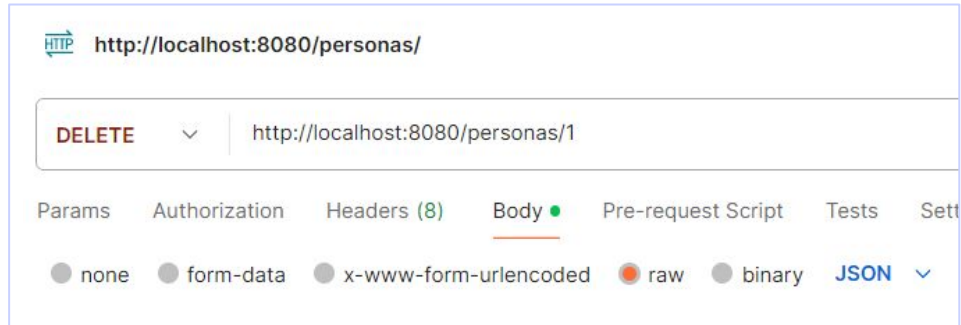 HTTP http://localhost:8080/personas/
DELETE http://localhost:8080/personas/1
Params Authorization Headers (8) Body Pre-request Script Tests Sett
none form-data x-www-form-urlencoded raw binary JSON